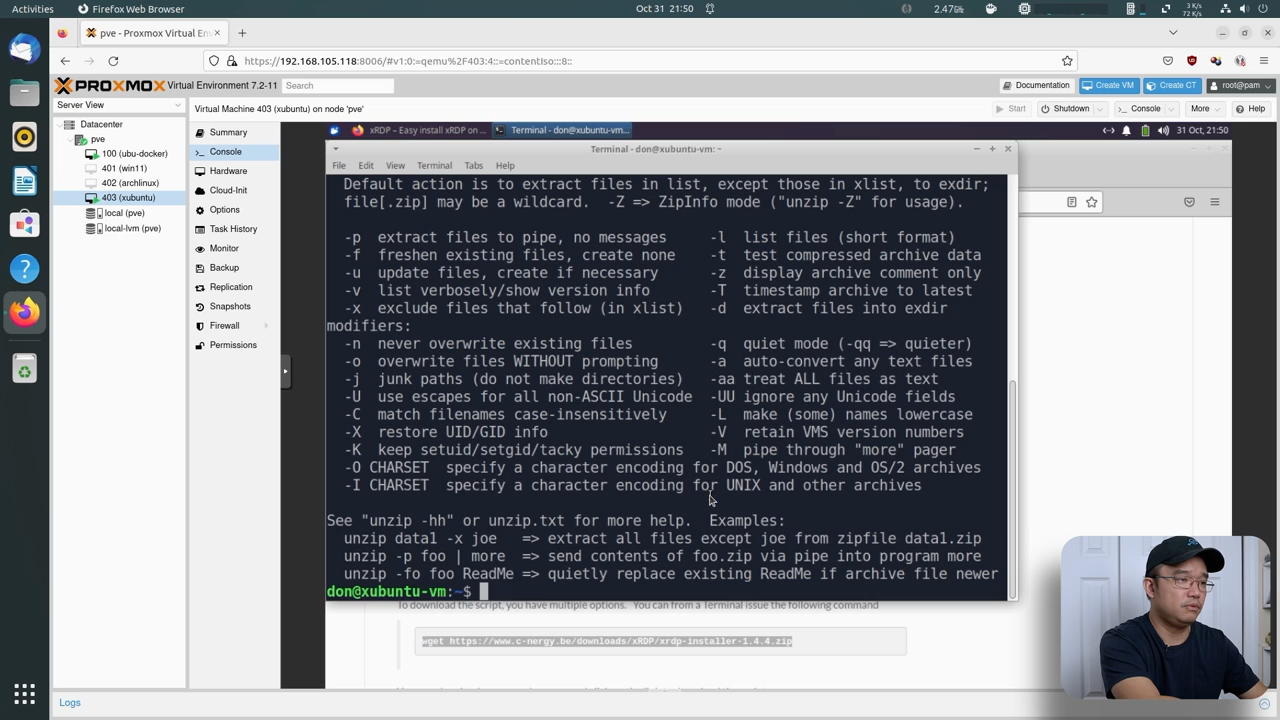 Activities
Firefox Web Browser
Oct 31 21:50
2.47%
3 K/s
72 K/s
pve - Proxmox Virtual En
https://192.168.105.118:8006/#v1:0:=qemu%2F403:4:=contentIso:::8::
PROXMOX Virtual Environment 7.2-11
Search
Documentation
Create VM
Create CT
root@pam
Server View
Virtual Machine 403 (xubuntu) on node 'pve'
Start
Shutdown
Console
More
Help
Datacenter
pve
100 (ubu-docker)
401 (win11)
402 (archlinux)
403 (xubuntu)
local (pve)
local-lvm (pve)
Summary
Console
Hardware
Cloud-Init
Options
Task History
Monitor
Backup
Replication
Snapshots
Firewall
Permissions
xRDP – Easy install xRDP on ...
Terminal - don@xubuntu-vm...
31 Oct, 21:50
Terminal - don@xubuntu-vm: ~
File Edit View Terminal Tabs Help
Default action is to extract files in list, except those in xlist, to exdir;
file[.zip] may be a wildcard. -Z => ZipInfo mode ("unzip -Z" for usage).
-p extract files to pipe, no messages -l list files (short format)
-f freshen existing files, create none -t test compressed archive data
-u update files, create if necessary -z display archive comment only
-v list verbosely/show version info -T timestamp archive to latest
-x exclude files that follow (in xlist) -d extract files into exdir
modifiers:
-n never overwrite existing files -q quiet mode (-qq => quieter)
-o overwrite files WITHOUT prompting -a auto-convert any text files
-j junk paths (do not make directories) -aa treat ALL files as text
-U use escapes for all non-ASCII Unicode -UU ignore any Unicode fields
-C match filenames case-insensitively -L make (some) names lowercase
-X restore UID/GID info -V retain VMS version numbers
-K keep setuid/setgid/tacky permissions -M pipe through "more" pager
-O CHARSET specify a character encoding for DOS, Windows and OS/2 archives
-I CHARSET specify a character encoding for UNIX and other archives
See "unzip -hh" or unzip.txt for more help. Examples:
unzip data1 -x joe => extract all files except joe from zipfile data1.zip
unzip -p foo | more => send contents of foo.zip via pipe into program more
unzip -fo foo ReadMe => quietly replace existing ReadMe if archive file newer
don@xubuntu-vm:~$
To download the script, you have multiple options. You can from a Terminal issue the following command
wget https://www.c-nergy.be/downloads/xRDP/xrdp-installer-1.4.4.zip
Logs